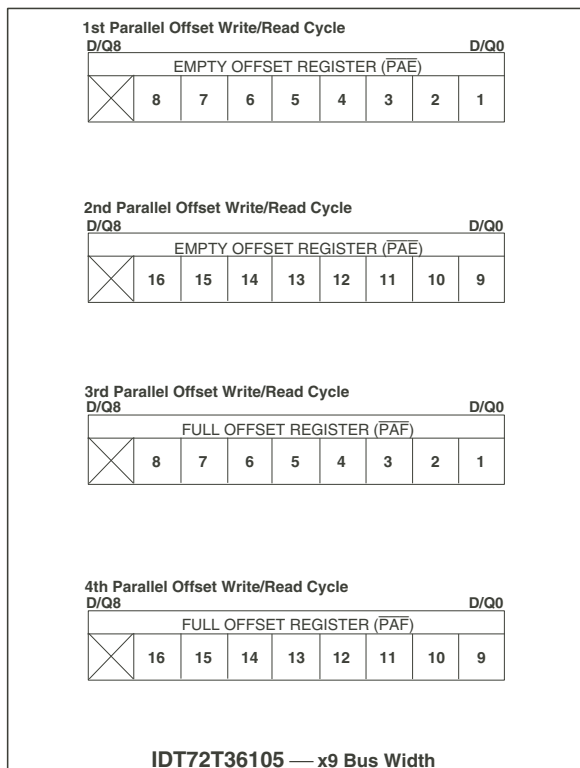 1st Parallel Offset Write/Read Cycle
D/Q8 D/Q0
EMPTY OFFSET REGISTER (PAE)
8 7 6 5 4 3 2 1
2nd Parallel Offset Write/Read Cycle
D/Q8 D/Q0
EMPTY OFFSET REGISTER (PAE)
16 15 14 13 12 11 10 9
3rd Parallel Offset Write/Read Cycle
D/Q8 D/Q0
FULL OFFSET REGISTER (PAF)
8 7 6 5 4 3 2 1
4th Parallel Offset Write/Read Cycle
D/Q8 D/Q0
FULL OFFSET REGISTER (PAF)
16 15 14 13 12 11 10 9
IDT72T36105 — x9 Bus Width